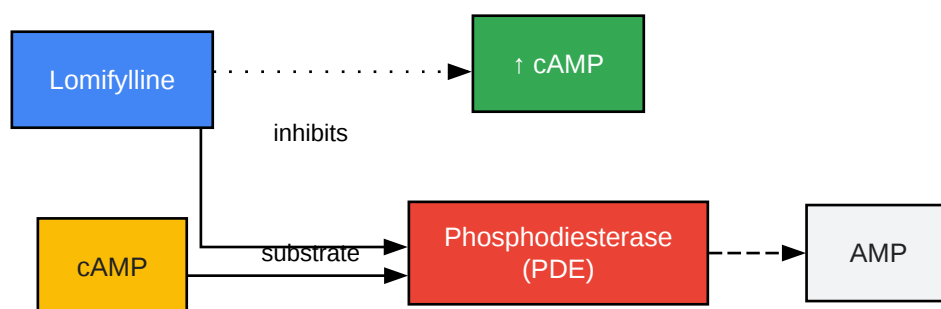 Lomifylline
↑ cAMP
inhibits
cAMP
substrate
Phosphodiesterase
(PDE)
AMP